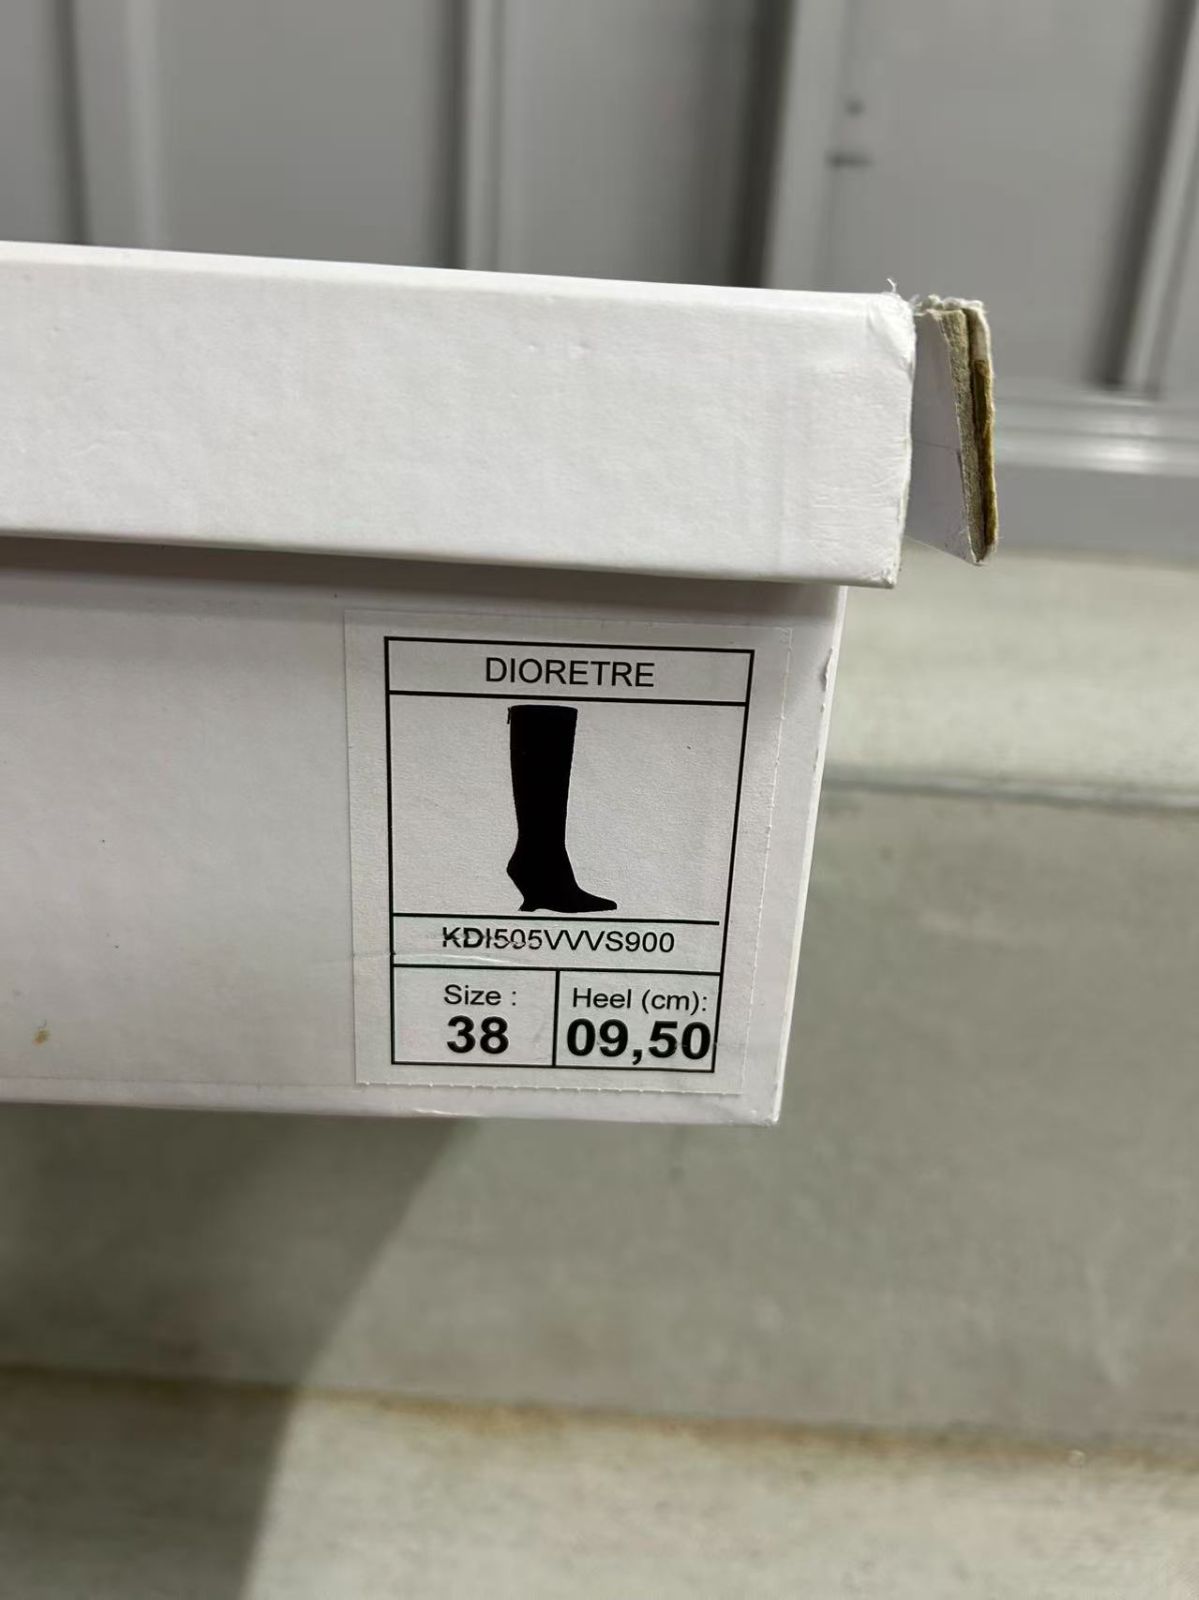 DIORETRE
KDI505VVVS900
Size :
38
Heel (cm):
09,50